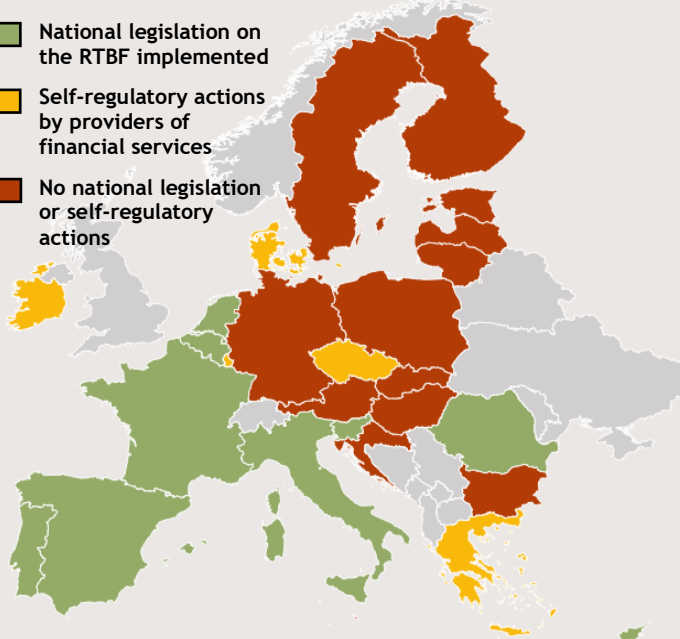 National legislation on
the RTBF implemented
Self-regulatory actions
by providers of
financial services
No national legislation
or self-regulatory
actions